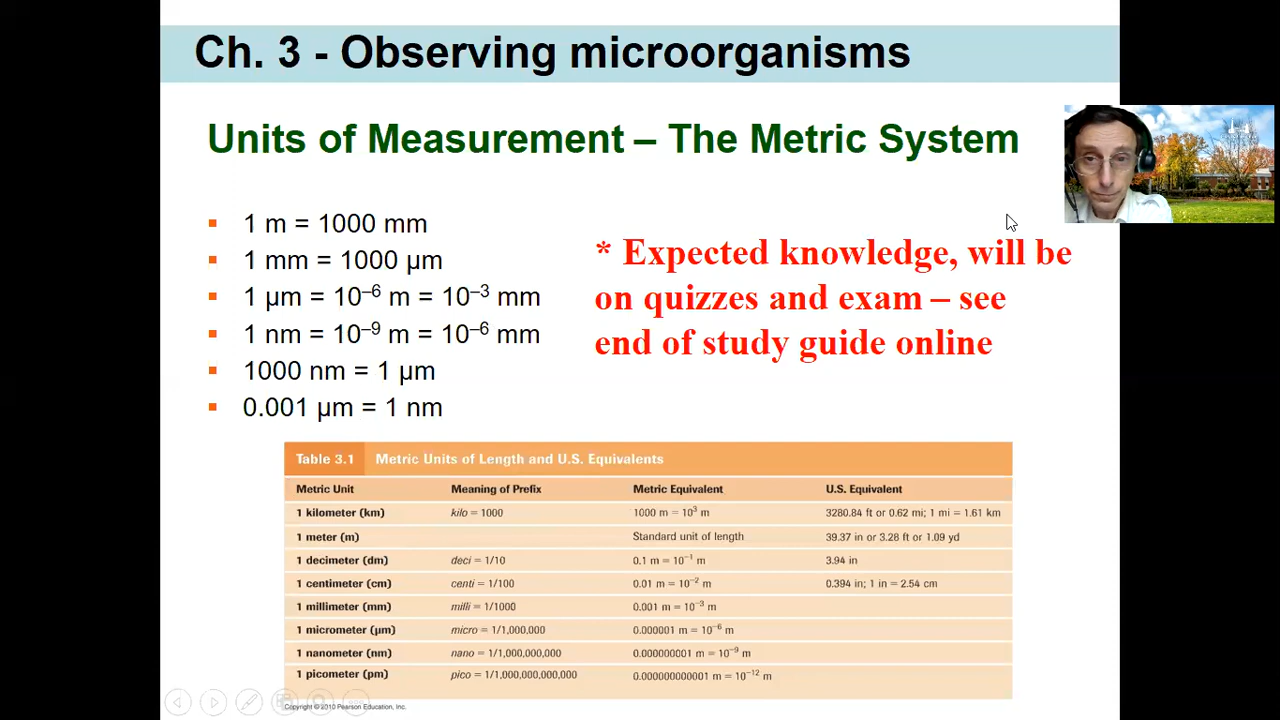 Ch. 3 - Observing microorganisms
Units of Measurement – The Metric System
▪ 1 m = 1000 mm
▪ 1 mm = 1000 µm
▪ 1 µm = 10⁻⁶ m = 10⁻³ mm
▪ 1 nm = 10⁻⁹ m = 10⁻⁶ mm
▪ 1000 nm = 1 µm
▪ 0.001 µm = 1 nm
* Expected knowledge, will be
on quizzes and exam – see
end of study guide online
Table 3.1 Metric Units of Length and U.S. Equivalents
Metric Unit Meaning of Prefix Metric Equivalent U.S. Equivalent
1 kilometer (km) kilo = 1000 1000 m = 10³ m 3280.84 ft or 0.62 mi; 1 mi = 1.61 km
1 meter (m) Standard unit of length 39.37 in or 3.28 ft or 1.09 yd
1 decimeter (dm) deci = 1/10 0.1 m = 10⁻¹ m 3.94 in
1 centimeter (cm) centi = 1/100 0.01 m = 10⁻² m 0.394 in; 1 in = 2.54 cm
1 millimeter (mm) milli = 1/1000 0.001 m = 10⁻³ m
1 micrometer (µm) micro = 1/1,000,000 0.000001 m = 10⁻⁶ m
1 nanometer (nm) nano = 1/1,000,000,000 0.000000001 m = 10⁻⁹ m
1 picometer (pm) pico = 1/1,000,000,000,000 0.000000000001 m = 10⁻¹² m
Copyright © 2010 Pearson Education, Inc.